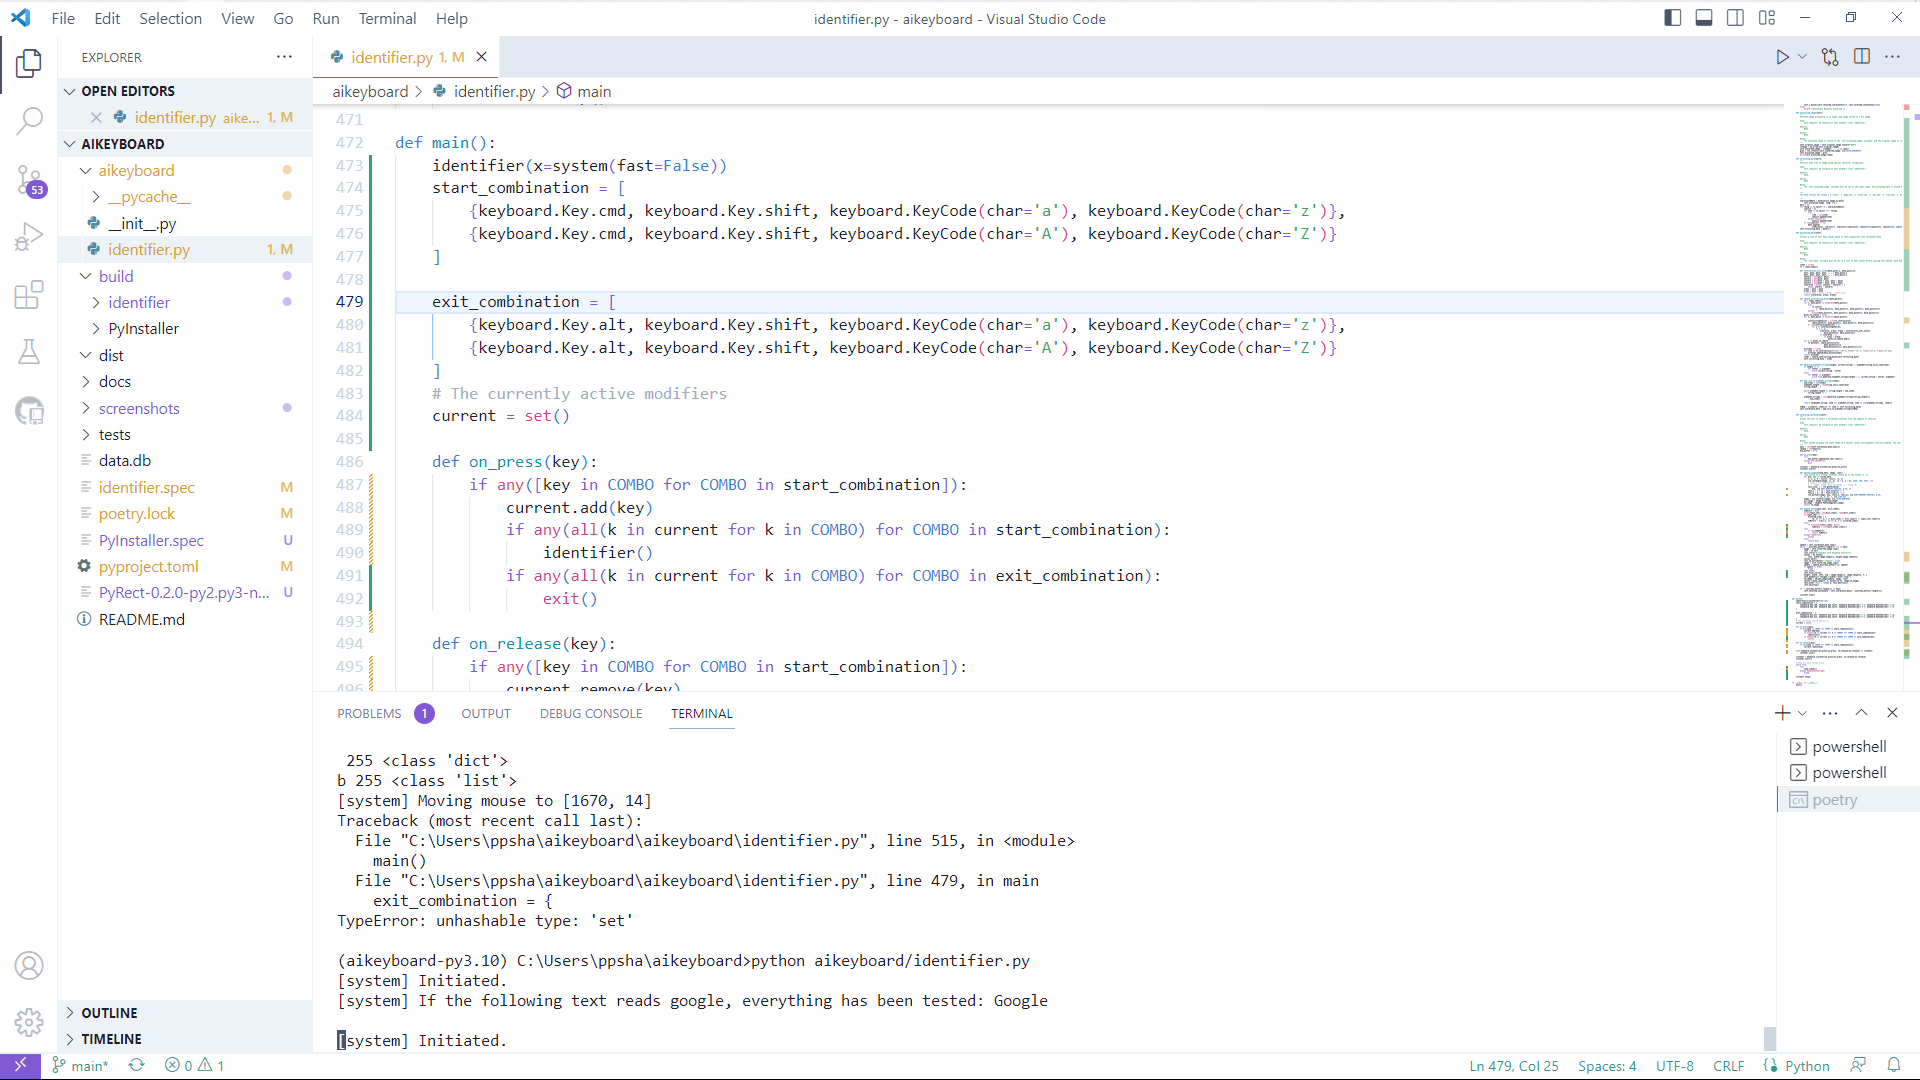 File Edit Selection View Go Run Terminal Help
identifier.py - aikeyboard - Visual Studio Code
EXPLORER
OPEN EDITORS
identifier.py aike... 1, M
AIKEYBOARD
aikeyboard
__pycache__
__init__.py
identifier.py 1, M
build
identifier
PyInstaller
dist
docs
screenshots
tests
data.db
identifier.spec M
poetry.lock M
PyInstaller.spec U
pyproject.toml M
PyRect-0.2.0-py2.py3-n... U
README.md
OUTLINE
TIMELINE
53
identifier.py 1, M
aikeyboard > identifier.py > main
471
472 def main():
473 identifier(x=system(fast=False))
474 start_combination = [
475 {keyboard.Key.cmd, keyboard.Key.shift, keyboard.KeyCode(char='a'), keyboard.KeyCode(char='z')},
476 {keyboard.Key.cmd, keyboard.Key.shift, keyboard.KeyCode(char='A'), keyboard.KeyCode(char='Z')}
477 ]
478
479 exit_combination = [
480 {keyboard.Key.alt, keyboard.Key.shift, keyboard.KeyCode(char='a'), keyboard.KeyCode(char='z')},
481 {keyboard.Key.alt, keyboard.Key.shift, keyboard.KeyCode(char='A'), keyboard.KeyCode(char='Z')}
482 ]
483 # The currently active modifiers
484 current = set()
485
486 def on_press(key):
487 if any([key in COMBO for COMBO in start_combination]):
488 current.add(key)
489 if any(all(k in current for k in COMBO) for COMBO in start_combination):
490 identifier()
491 if any(all(k in current for k in COMBO) for COMBO in exit_combination):
492 exit()
493
494 def on_release(key):
495 if any([key in COMBO for COMBO in start_combination]):
496 current.remove(key)
PROBLEMS 1 OUTPUT DEBUG CONSOLE TERMINAL
255 <class 'dict'>
b 255 <class 'list'>
[system] Moving mouse to [1670, 14]
Traceback (most recent call last):
File "C:\Users\ppsha\aikeyboard\aikeyboard\identifier.py", line 515, in <module>
main()
File "C:\Users\ppsha\aikeyboard\aikeyboard\identifier.py", line 479, in main
exit_combination = {
TypeError: unhashable type: 'set'
(aikeyboard-py3.10) C:\Users\ppsha\aikeyboard>python aikeyboard/identifier.py
[system] Initiated.
[system] If the following text reads google, everything has been tested: Google
[system] Initiated.
powershell
powershell
poetry
main* 0 1
Ln 479, Col 25 Spaces: 4 UTF-8 CRLF Python